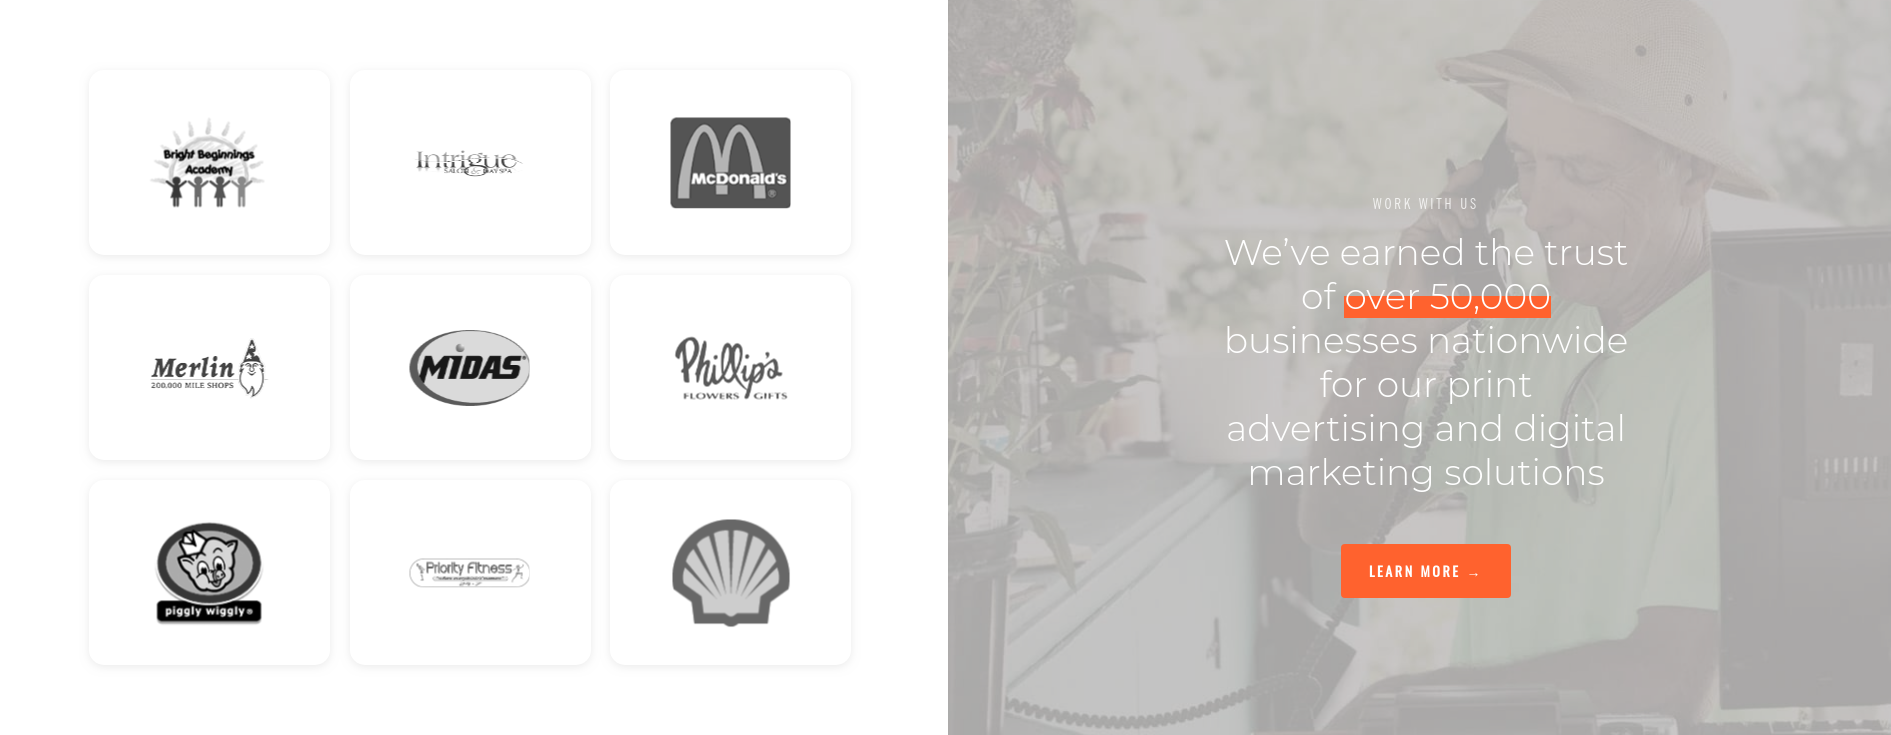 Bright Beginnings
Academy
Intrigue
SALON & DAY SPA
McDonald's
®
Merlin
200,000 MILE SHOPS
MIDAS
Phillip's
FLOWERS GIFTS
piggly wiggly®
Priority Fitness
24-7
WORK WITH US
We’ve earned the trust
of over 50,000
businesses nationwide
for our print
advertising and digital
marketing solutions
LEARN MORE →